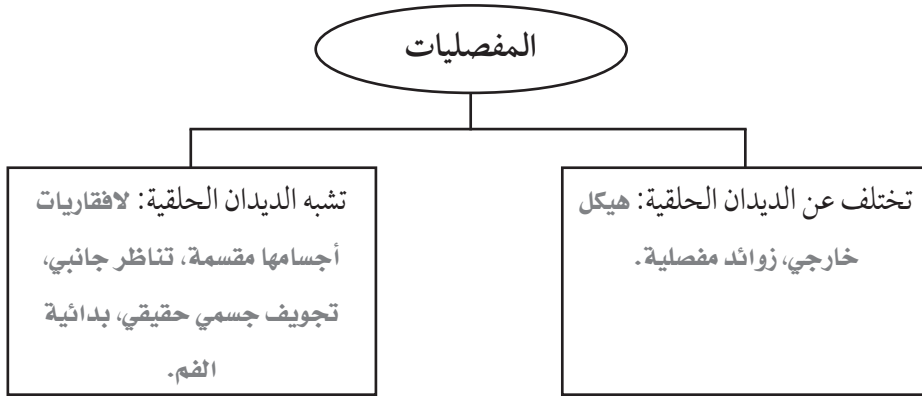 المفصليات
تختلف عن الديدان الحلقية: هيكل
خارجي، زوائد مفصلية.
تشبه الديدان الحلقية: لافقاريات
أجسامها مقسمة، تناظر جانبي،
تجويف جسمي حقيقي، بدائية
الفم.